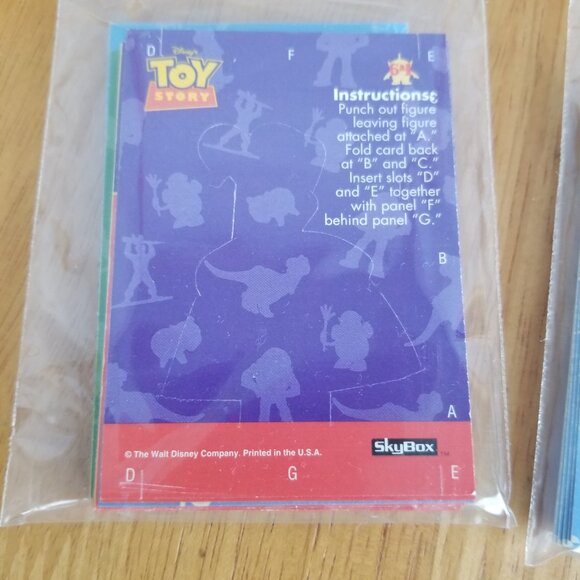 D F E
Disney's
TOY
STORY
Instructions:
Punch out figure
leaving figure
attached at "A."
Fold card back
at "B" and "C."
Insert slots "D"
and "E" together
with panel "F"
behind panel "G."
C
B
A
© The Walt Disney Company. Printed in the U.S.A.
SkyBox™
D G E